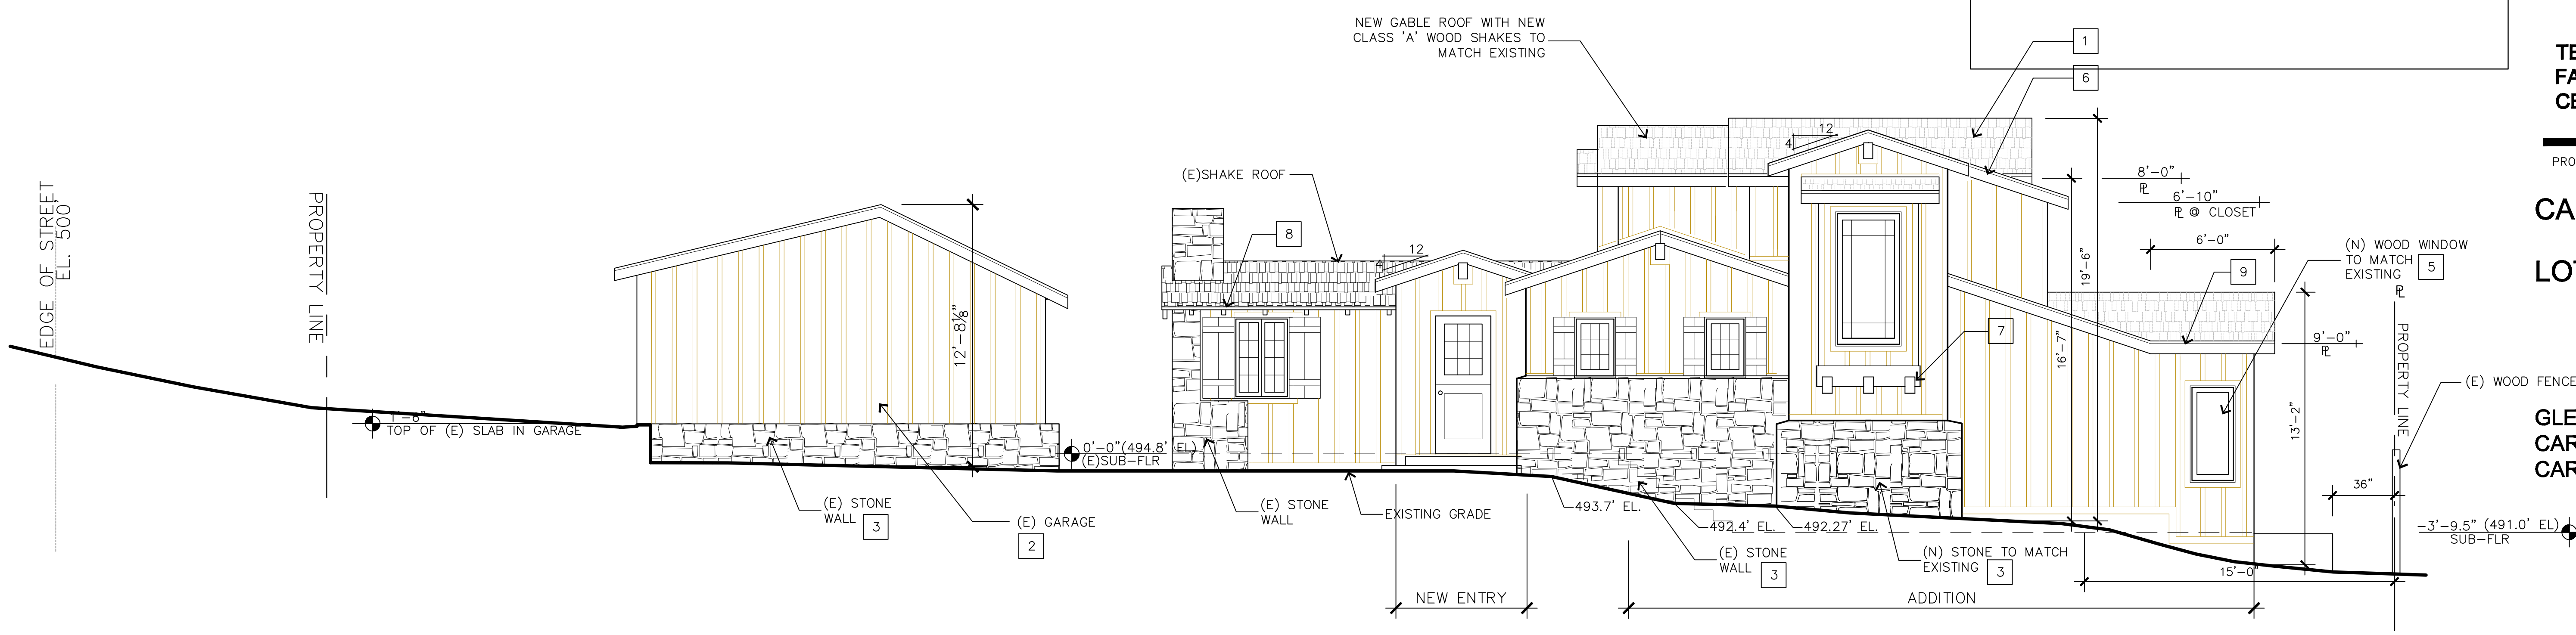 NEW GABLE ROOF WITH NEW
CLASS 'A' WOOD SHAKES TO
MATCH EXISTING
1
6
12
4
(E)SHAKE ROOF
8
12
4
EDGE OF STREET
EL. 500'
PROPERTY LINE
12'-8⅛"
1'-6"
TOP OF (E) SLAB IN GARAGE
0'-0"(494.8' EL)
(E)SUB-FLR
(E) STONE
WALL 3
(E) GARAGE
2
(E) STONE
WALL
EXISTING GRADE
493.7' EL.
492.4' EL.
492.27' EL.
(E) STONE
WALL 3
(N) STONE TO MATCH
EXISTING 3
NEW ENTRY
ADDITION
7
19'-6"
16'-7"
8'-0"
PL
6'-10"
PL @ CLOSET
6'-0"
9
(N) WOOD WINDOW
TO MATCH
EXISTING 5
PL
PROPERTY LINE
9'-0"
PL
13'-2"
(E) WOOD FENCE
36"
15'-0"
-3'-9.5" (491.0' EL)
SUB-FLR
TE
FA
CE
PRO
CA
LOT
GLE
CAR
CAR